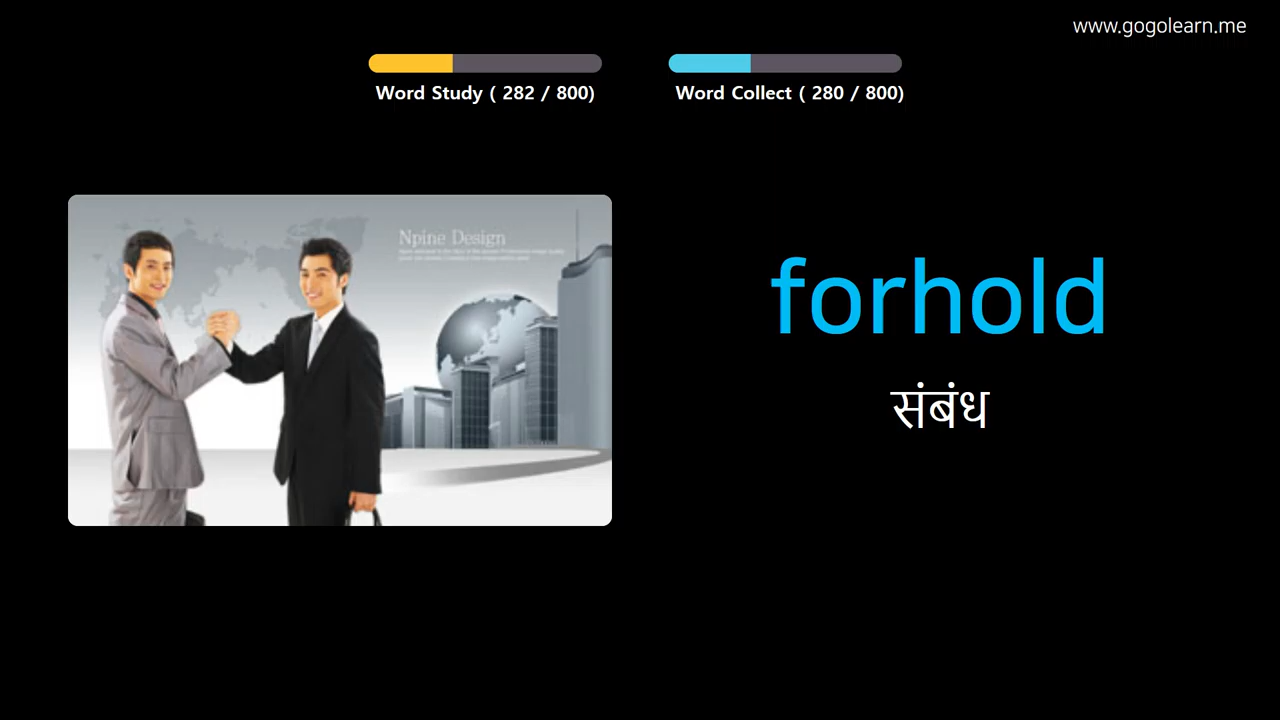 www.gogolearn.me
Word Study ( 282 / 800)
Word Collect ( 280 / 800)
Npine Design
forhold
संबंध